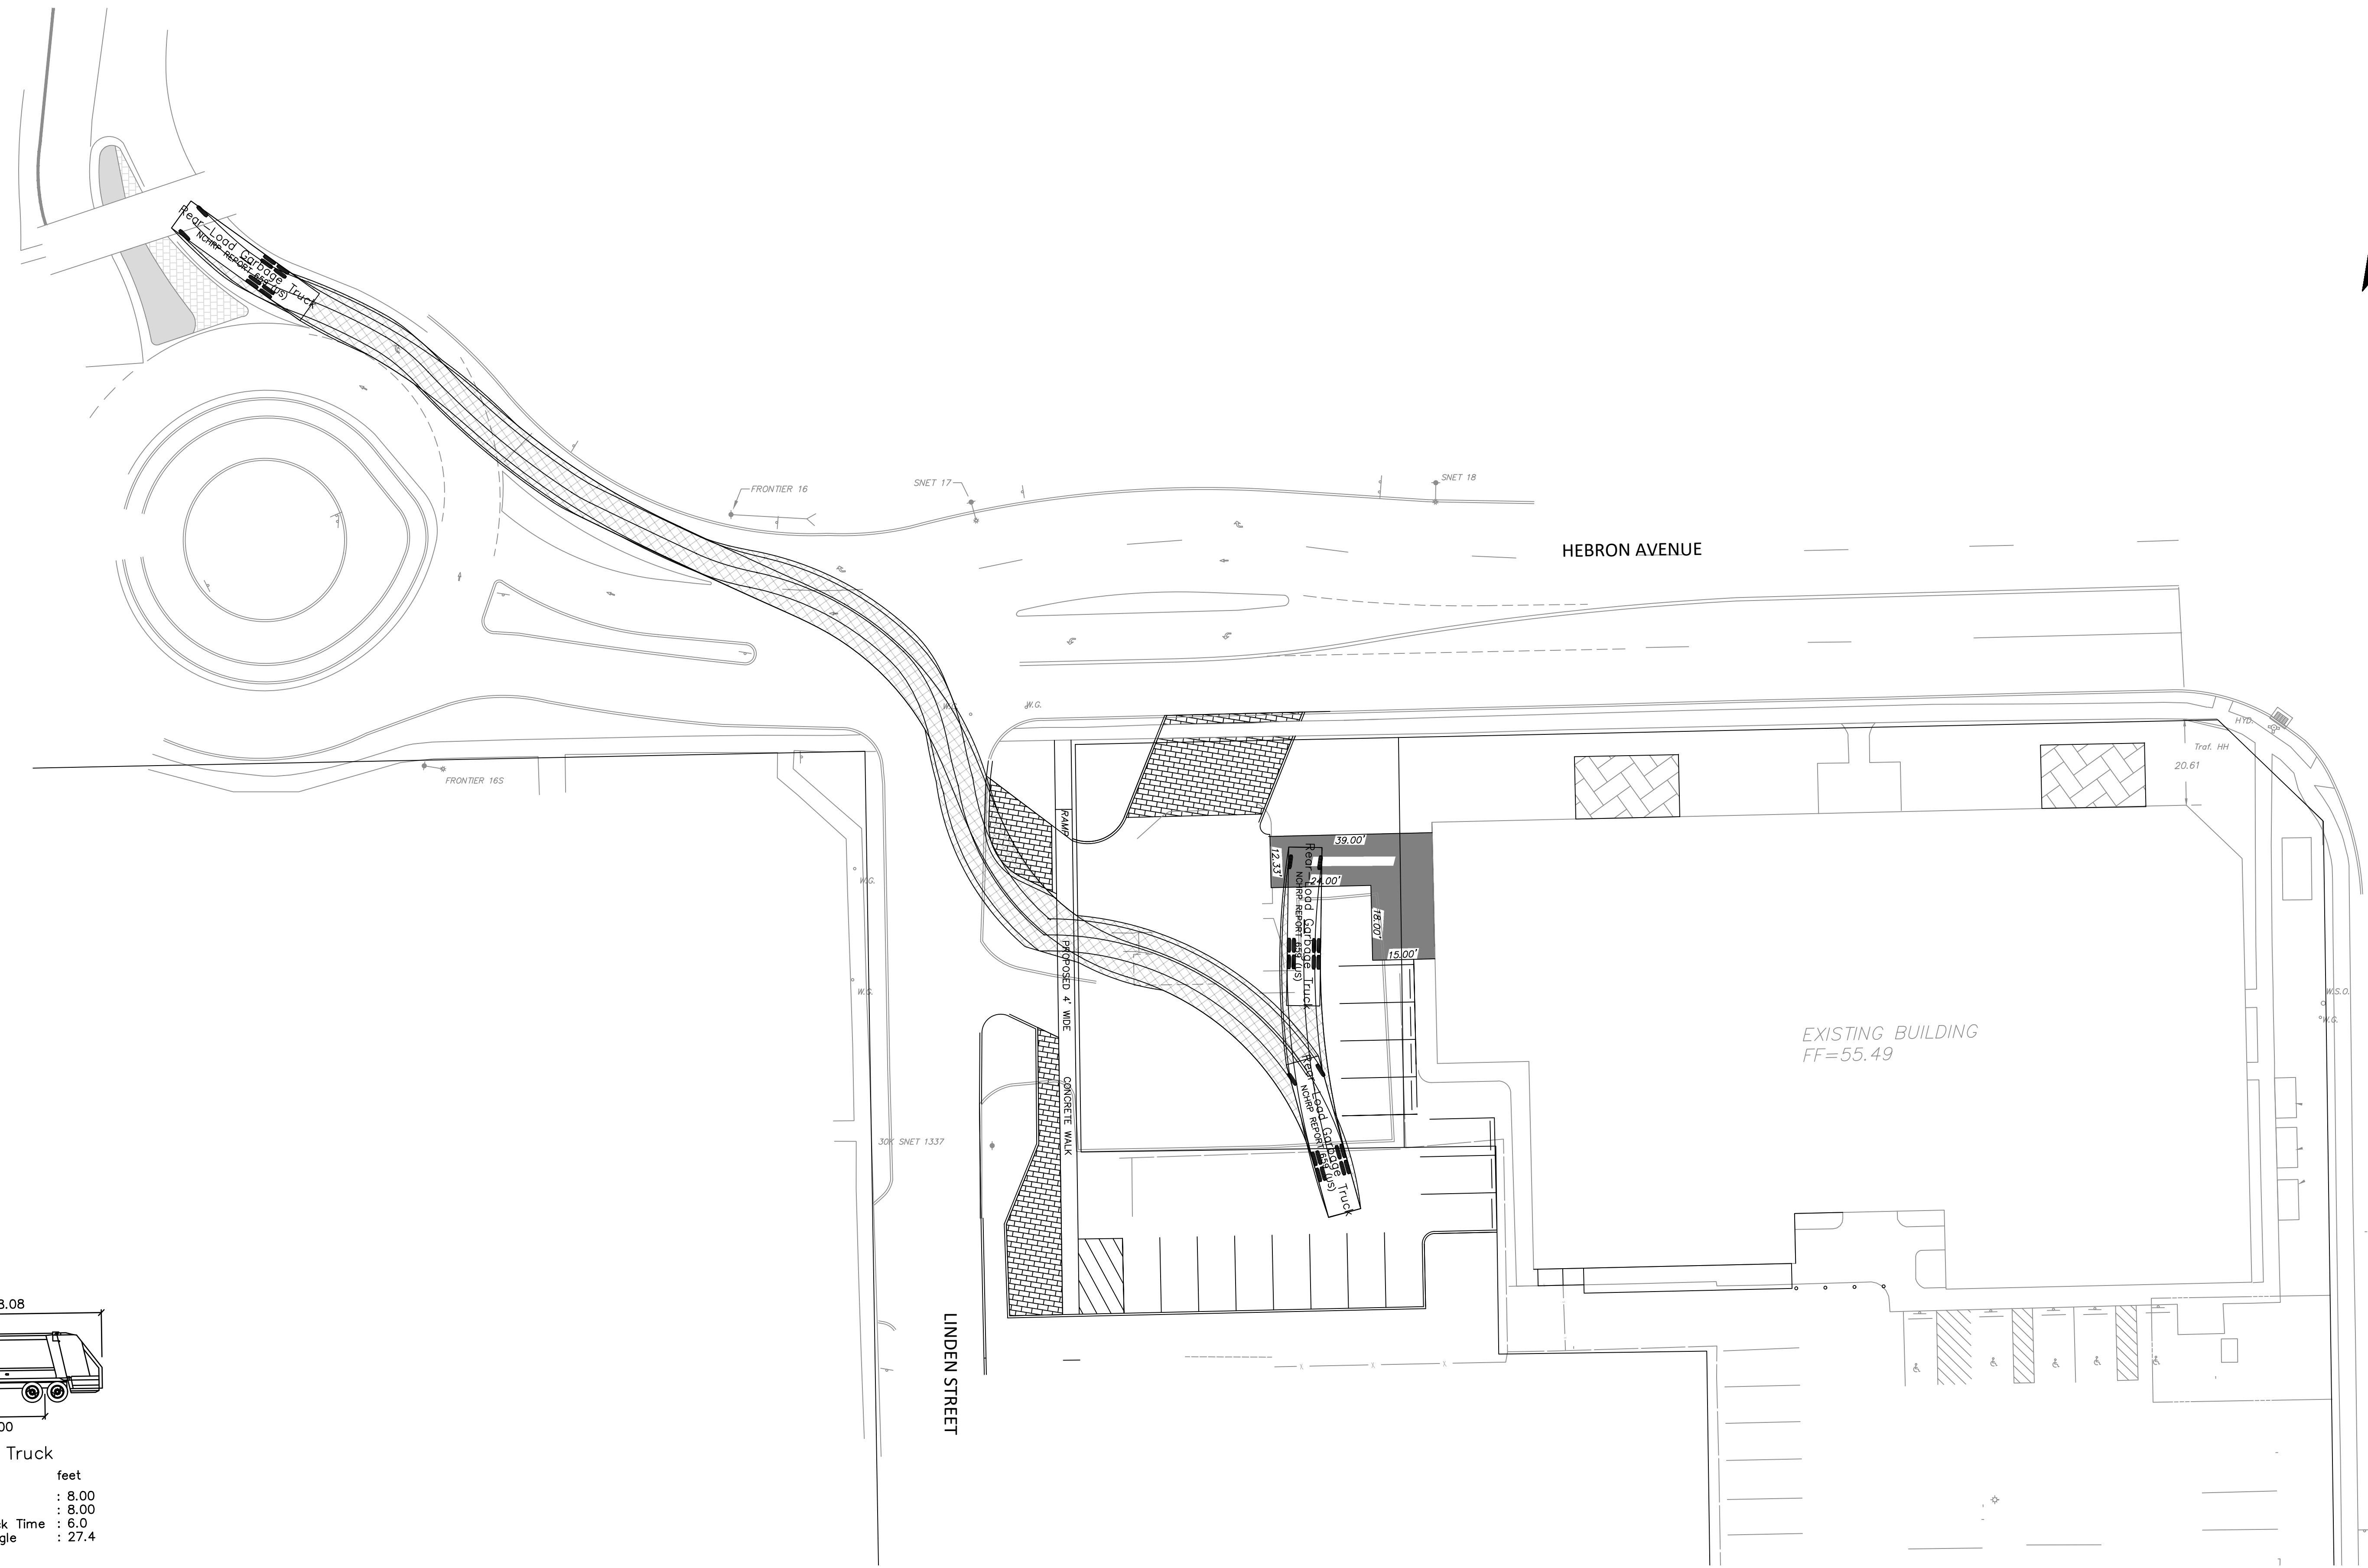 Rear-Load Garbage Truck
NCHRP REPORT 659 (US)
FRONTIER 16
SNET 17
SNET 18
HEBRON AVENUE
W.G.
W.G.
FRONTIER 16S
HYD.
Traf. HH
20.61
RAMP
39.00'
12.33'
24.00'
18.00'
15.00'
Rear-Load Garbage Truck
NCHRP REPORT 659 (US)
W.G.
W.G.
PROPOSED 4' WIDE CONCRETE WALK
W.S.O.
W.G.
EXISTING BUILDING
FF=55.49
Rear-Load Garbage Truck
NCHRP REPORT 659 (US)
30K SNET 1337
LINDEN STREET
3.08
00
Truck
feet
: 8.00
: 8.00
ck Time : 6.0
gle : 27.4